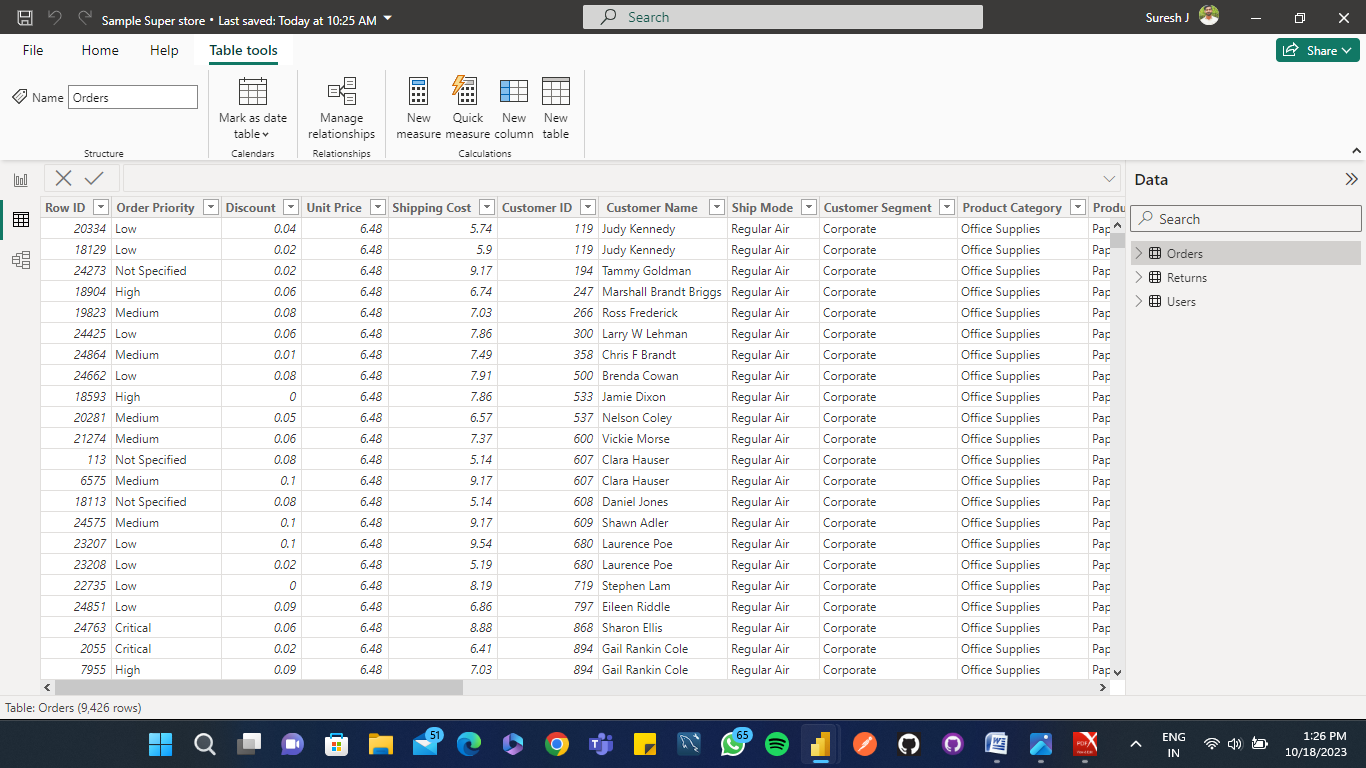 Sample Super store • Last saved: Today at 10:25 AM
Search
Suresh J
File Home Help Table tools
Share
Name Orders
Mark as date table
Manage relationships
New measure
Quick measure
New column
New table
Structure Calendars Relationships Calculations
Data
Search
Orders
Returns
Users
Row ID Order Priority Discount Unit Price Shipping Cost Customer ID Customer Name Ship Mode Customer Segment Product Category Produ
20334 Low 0.04 6.48 5.74 119 Judy Kennedy Regular Air Corporate Office Supplies Pap
18129 Low 0.02 6.48 5.9 119 Judy Kennedy Regular Air Corporate Office Supplies Pap
24273 Not Specified 0.02 6.48 9.17 194 Tammy Goldman Regular Air Corporate Office Supplies Pap
18904 High 0.06 6.48 6.74 247 Marshall Brandt Briggs Regular Air Corporate Office Supplies Pap
19823 Medium 0.08 6.48 7.03 266 Ross Frederick Regular Air Corporate Office Supplies Pap
24425 Low 0.06 6.48 7.86 300 Larry W Lehman Regular Air Corporate Office Supplies Pap
24864 Medium 0.01 6.48 7.49 358 Chris F Brandt Regular Air Corporate Office Supplies Pap
24662 Low 0.08 6.48 7.91 500 Brenda Cowan Regular Air Corporate Office Supplies Pap
18593 High 0 6.48 7.86 533 Jamie Dixon Regular Air Corporate Office Supplies Pap
20281 Medium 0.05 6.48 6.57 537 Nelson Coley Regular Air Corporate Office Supplies Pap
21274 Medium 0.06 6.48 7.37 600 Vickie Morse Regular Air Corporate Office Supplies Pap
113 Not Specified 0.08 6.48 5.14 607 Clara Hauser Regular Air Corporate Office Supplies Pap
6575 Medium 0.1 6.48 9.17 607 Clara Hauser Regular Air Corporate Office Supplies Pap
18113 Not Specified 0.08 6.48 5.14 608 Daniel Jones Regular Air Corporate Office Supplies Pap
24575 Medium 0.1 6.48 9.17 609 Shawn Adler Regular Air Corporate Office Supplies Pap
23207 Low 0.1 6.48 9.54 680 Laurence Poe Regular Air Corporate Office Supplies Pap
23208 Low 0.02 6.48 5.19 680 Laurence Poe Regular Air Corporate Office Supplies Pap
22735 Low 0 6.48 8.19 719 Stephen Lam Regular Air Corporate Office Supplies Pap
24851 Low 0.09 6.48 6.86 797 Eileen Riddle Regular Air Corporate Office Supplies Pap
24763 Critical 0.06 6.48 8.88 868 Sharon Ellis Regular Air Corporate Office Supplies Pap
2055 Critical 0.02 6.48 6.41 894 Gail Rankin Cole Regular Air Corporate Office Supplies Pap
7955 High 0.09 6.48 7.03 894 Gail Rankin Cole Regular Air Corporate Office Supplies Pap
Table: Orders (9,426 rows)
51
65
ENG
IN
1:26 PM
10/18/2023